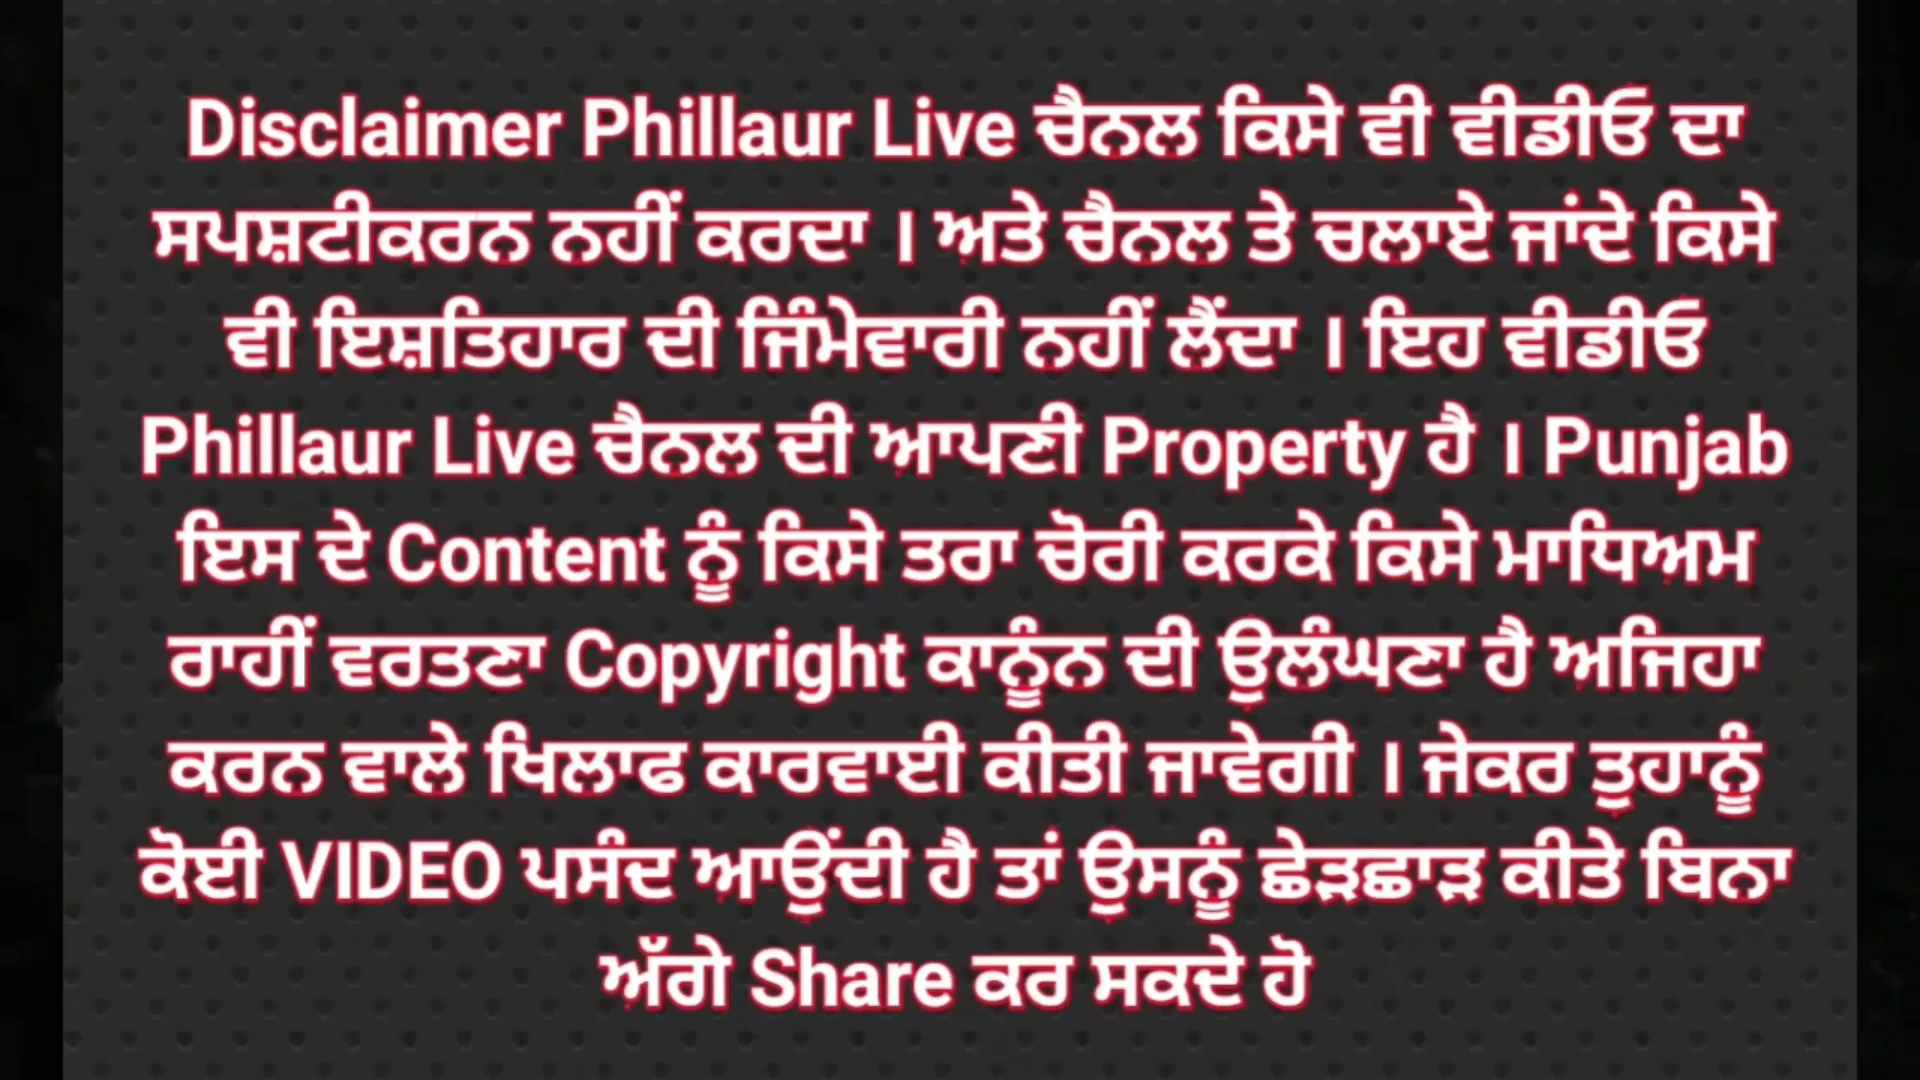 Disclaimer Phillaur Live ਚੈਨਲ ਕਿਸੇ ਵੀ ਵੀਡੀਓ ਦਾ
ਸਪਸ਼ਟੀਕਰਨ ਨਹੀਂ ਕਰਦਾ । ਅਤੇ ਚੈਨਲ ਤੇ ਚਲਾਏ ਜਾਂਦੇ ਕਿਸੇ
ਵੀ ਇਸ਼ਤਿਹਾਰ ਦੀ ਜਿੰਮੇਵਾਰੀ ਨਹੀਂ ਲੈਂਦਾ । ਇਹ ਵੀਡੀਓ
Phillaur Live ਚੈਨਲ ਦੀ ਆਪਣੀ Property ਹੈ । Punjab
ਇਸ ਦੇ Content ਨੂੰ ਕਿਸੇ ਤਰਾ ਚੋਰੀ ਕਰਕੇ ਕਿਸੇ ਮਾਧਿਅਮ
ਰਾਹੀਂ ਵਰਤਣਾ Copyright ਕਾਨੂੰਨ ਦੀ ਉਲੰਘਣਾ ਹੈ ਅਜਿਹਾ
ਕਰਨ ਵਾਲੇ ਖਿਲਾਫ ਕਾਰਵਾਈ ਕੀਤੀ ਜਾਵੇਗੀ । ਜੇਕਰ ਤੁਹਾਨੂੰ
ਕੋਈ VIDEO ਪਸੰਦ ਆਉਂਦੀ ਹੈ ਤਾਂ ਉਸਨੂੰ ਛੇੜਛਾੜ ਕੀਤੇ ਬਿਨਾ
ਅੱਗੇ Share ਕਰ ਸਕਦੇ ਹੋ